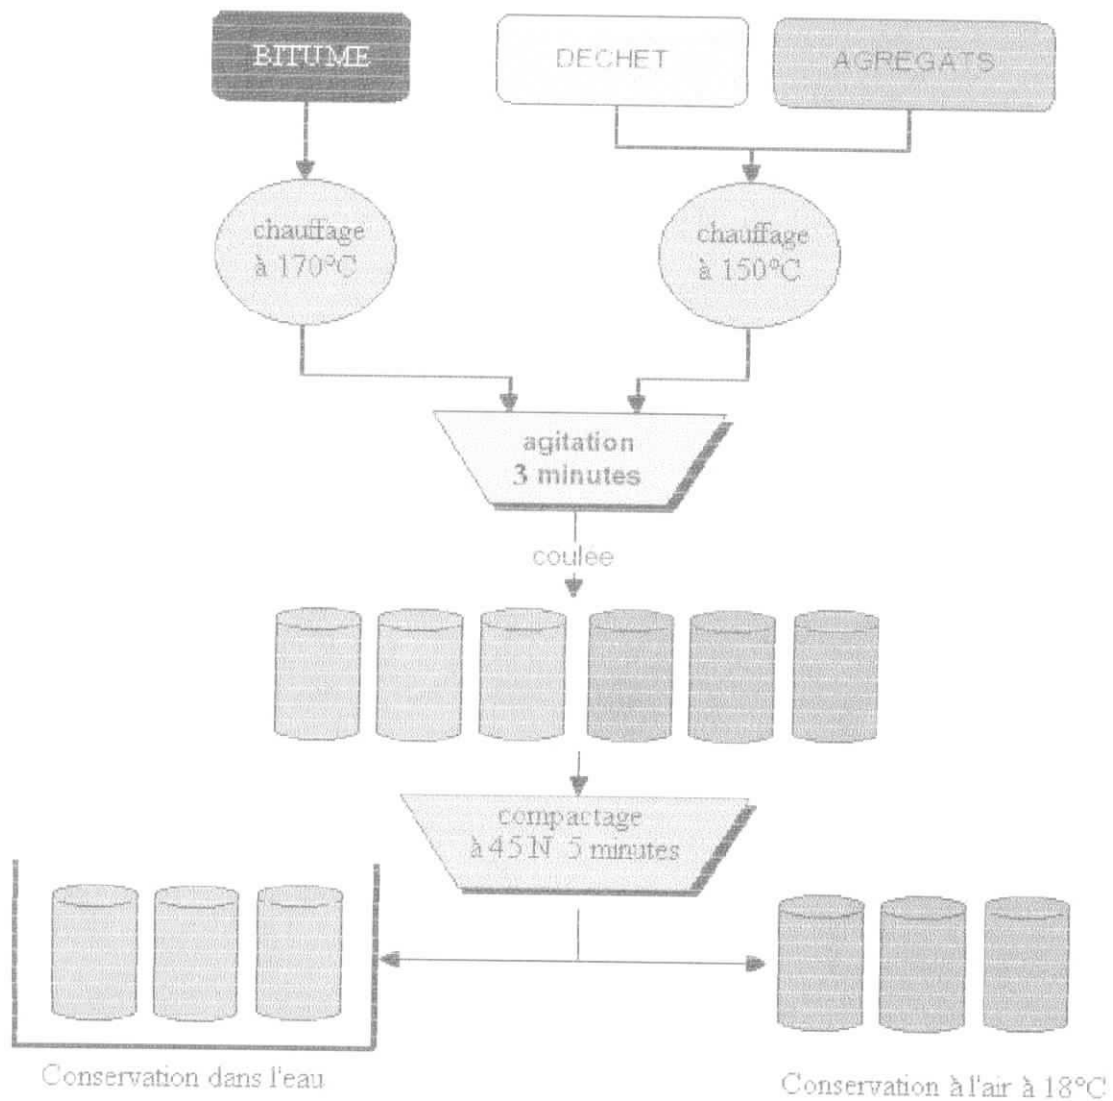 BITUME
DECHET
AGREGATS
chauffage
à 170°C
chauffage
à 150°C
agitation
3 minutes
coulée
compactage
à 45N 5 minutes
Conservation dans l'eau
Conservation à l'air à 18°C